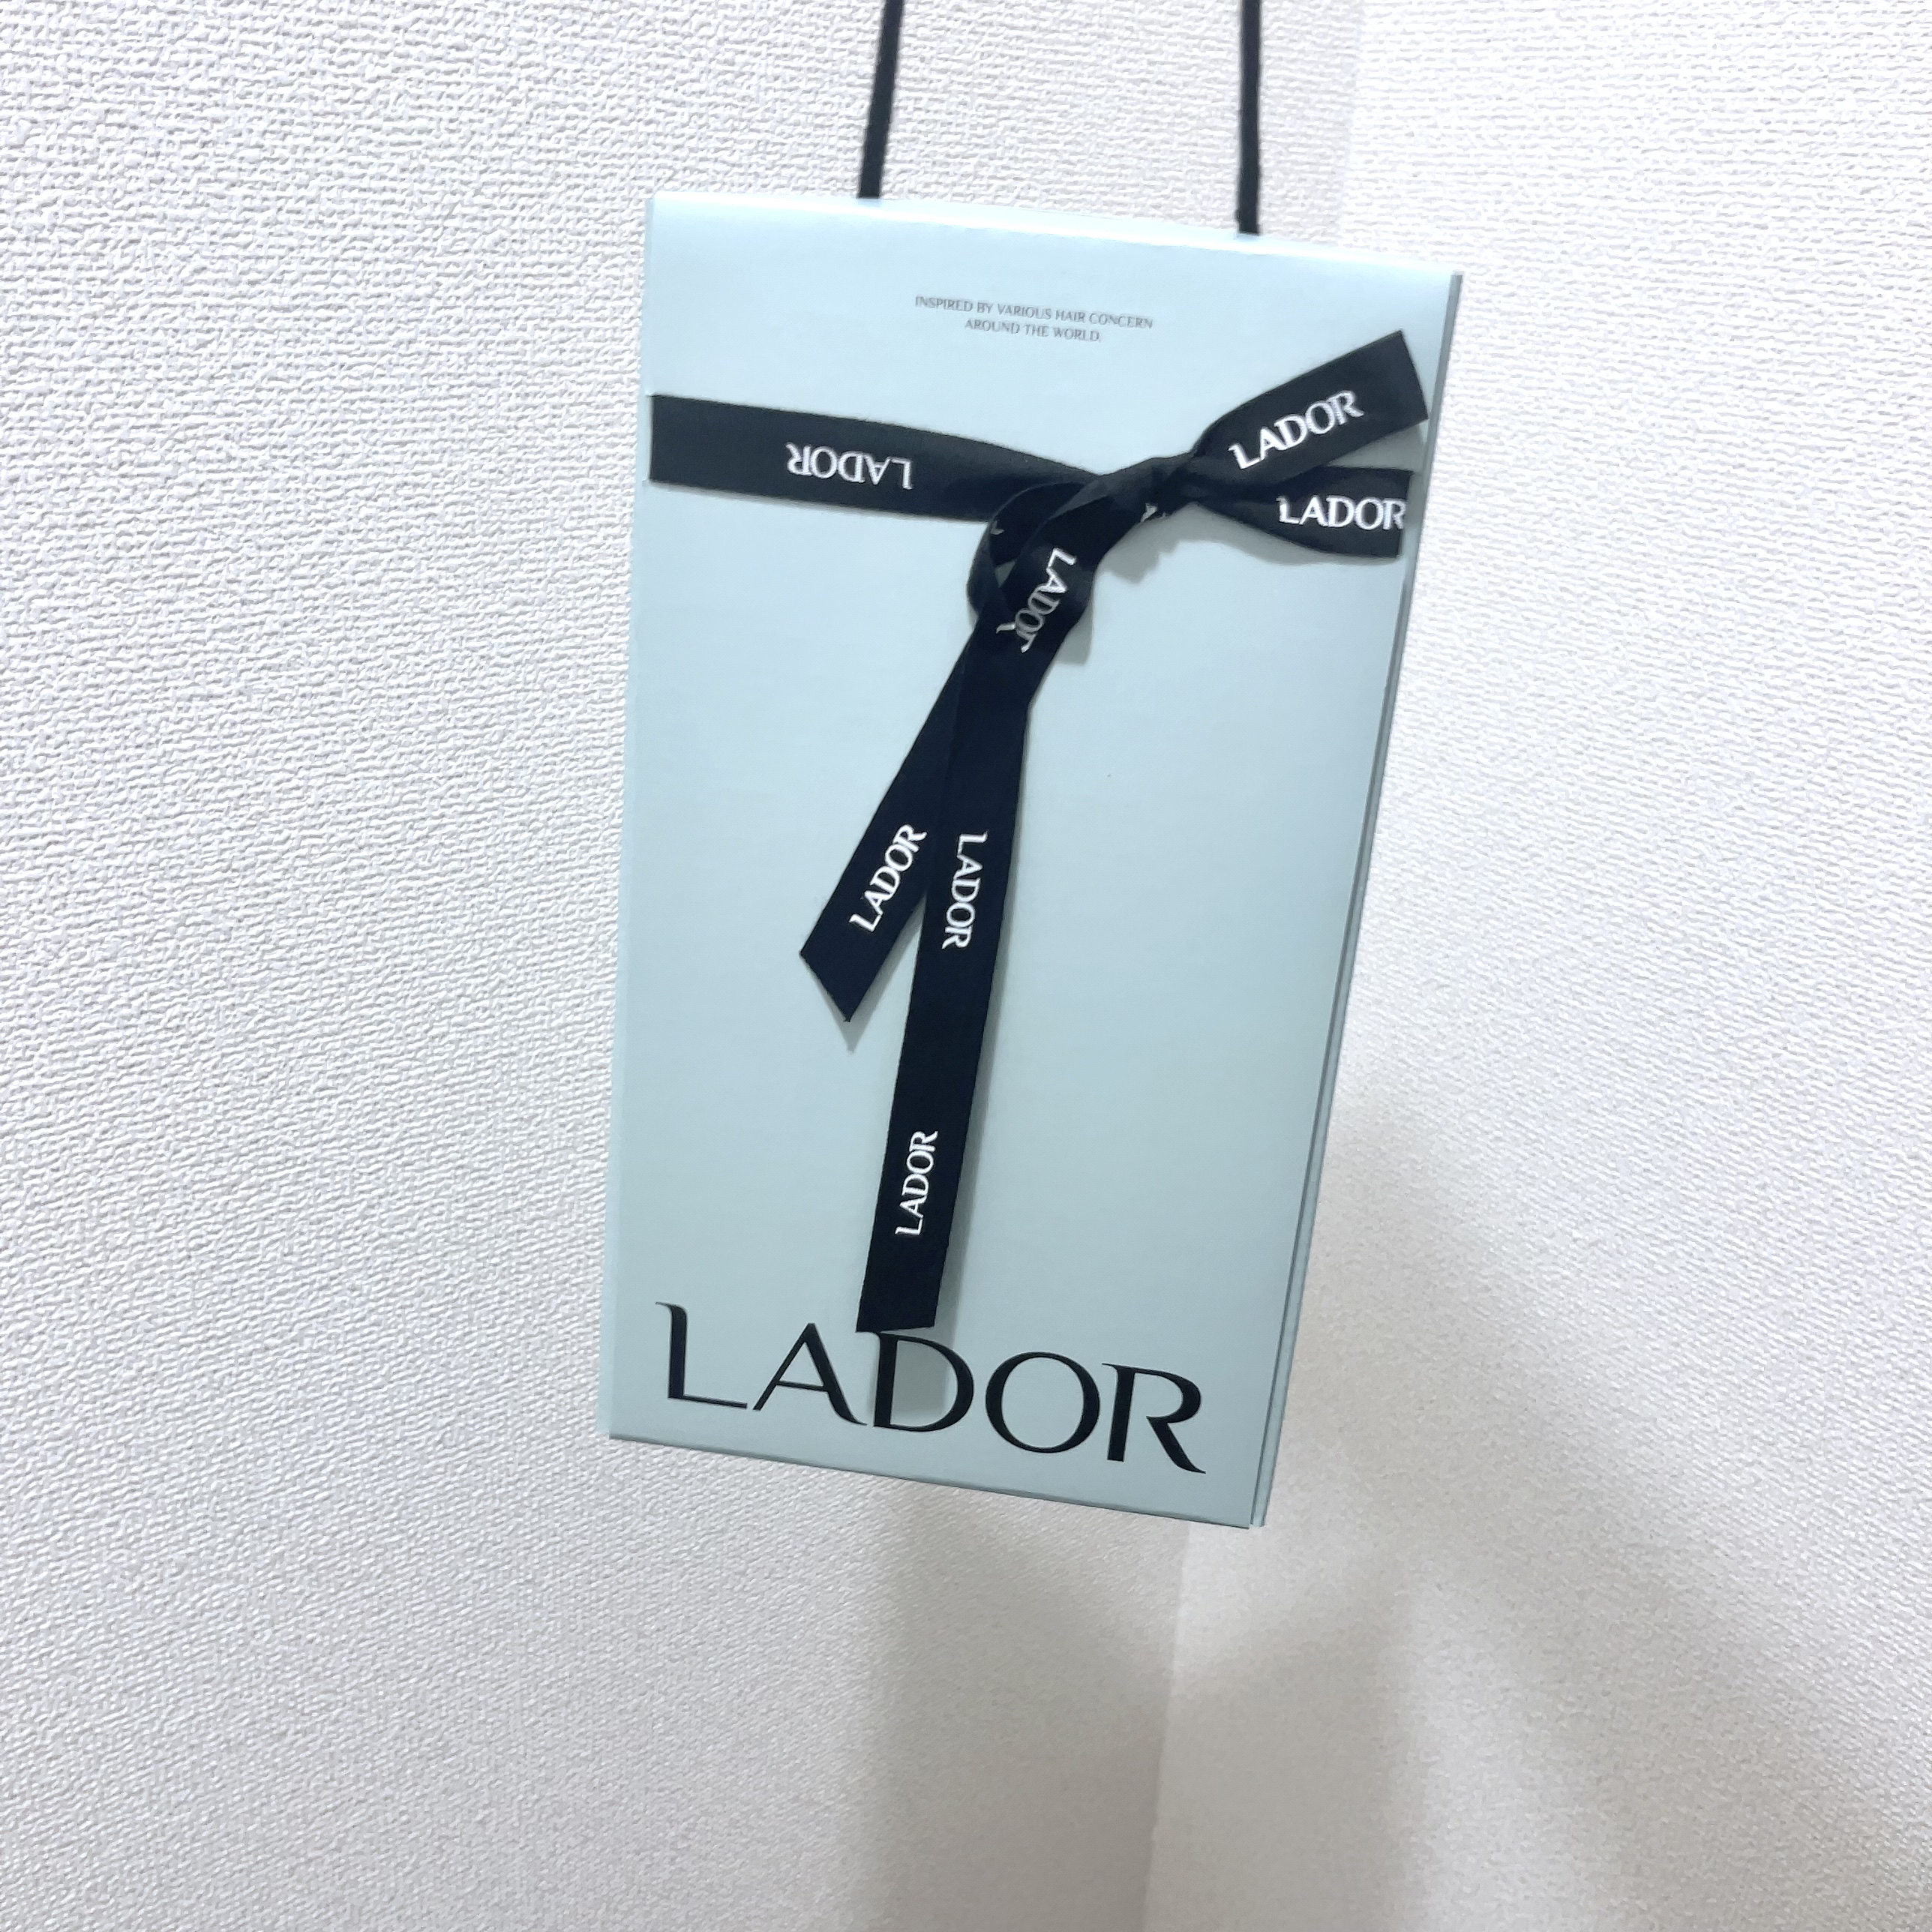 INSPIRED BY VARIOUS HAIR CONCERN
AROUND THE WORLD.
LADOR
LADOR
LADOR
LADOR
LADOR
LADOR
LADOR
LADOR